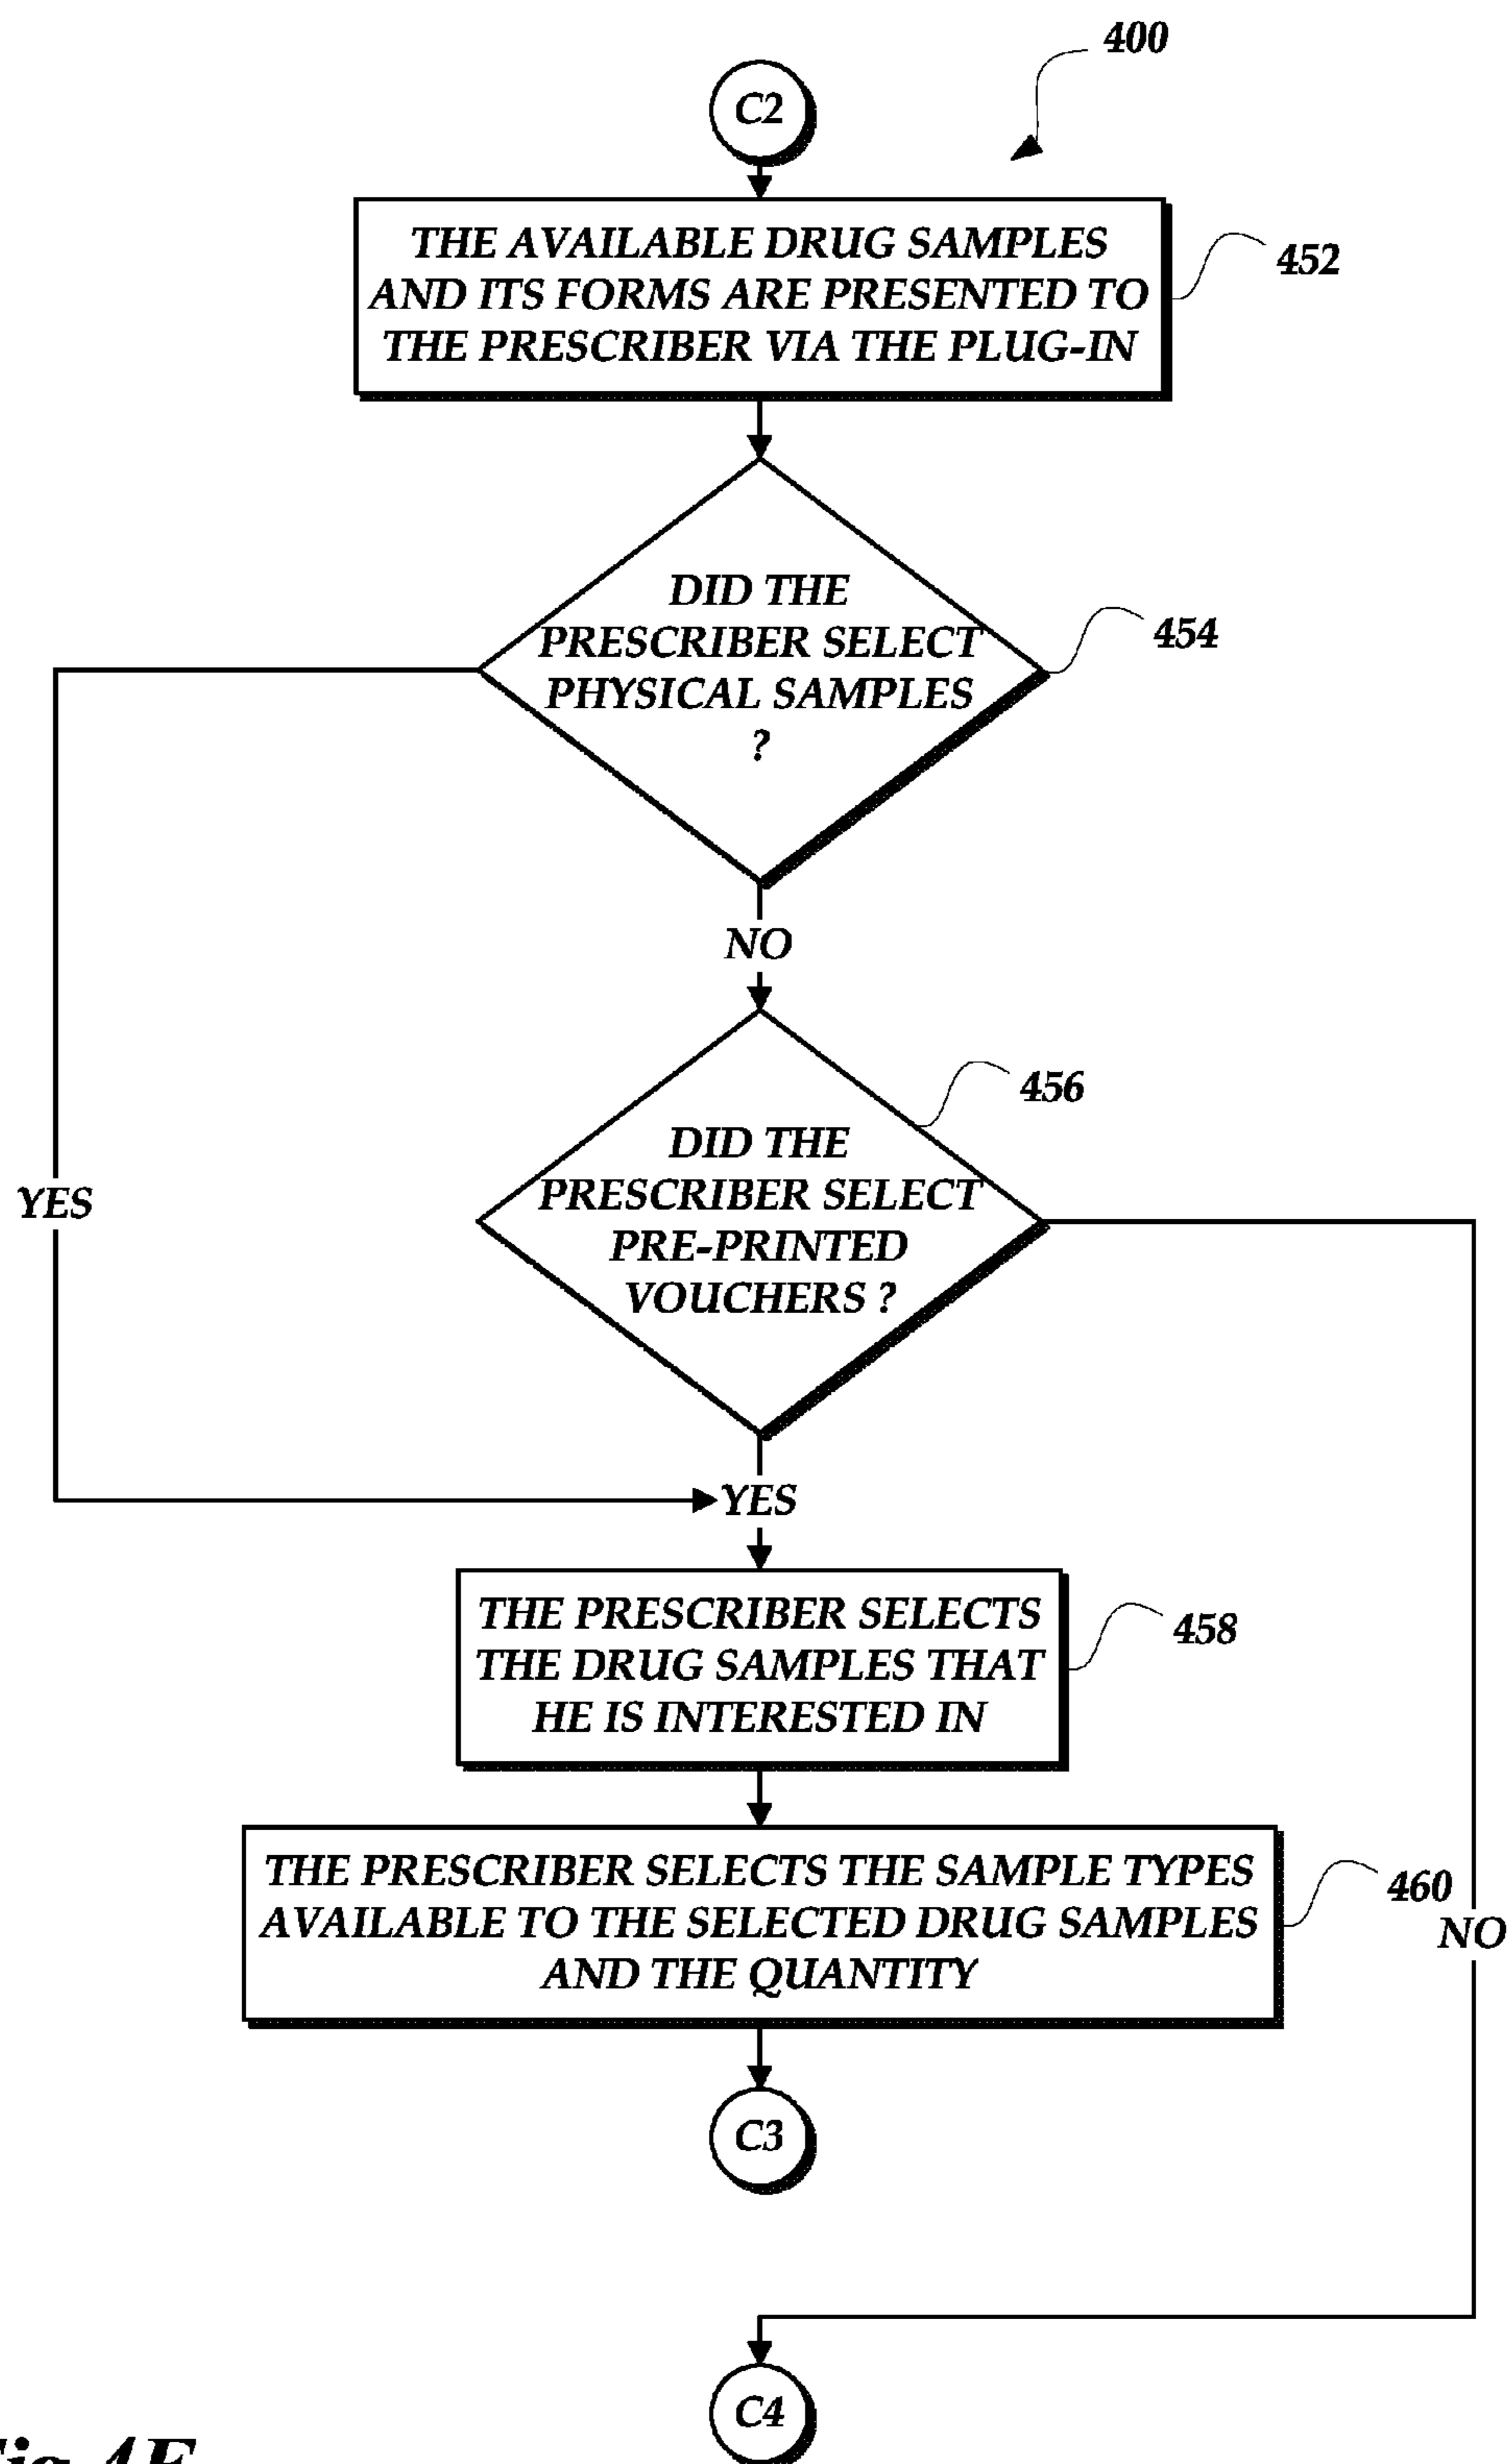 400
C2
THE AVAILABLE DRUG SAMPLES
AND ITS FORMS ARE PRESENTED TO
THE PRESCRIBER VIA THE PLUG-IN
452
DID THE
PRESCRIBER SELECT
PHYSICAL SAMPLES
?
454
NO
DID THE
PRESCRIBER SELECT
PRE-PRINTED
VOUCHERS ?
456
YES
YES
THE PRESCRIBER SELECTS
THE DRUG SAMPLES THAT
HE IS INTERESTED IN
458
THE PRESCRIBER SELECTS THE SAMPLE TYPES
AVAILABLE TO THE SELECTED DRUG SAMPLES
AND THE QUANTITY
460
NO
C3
C4